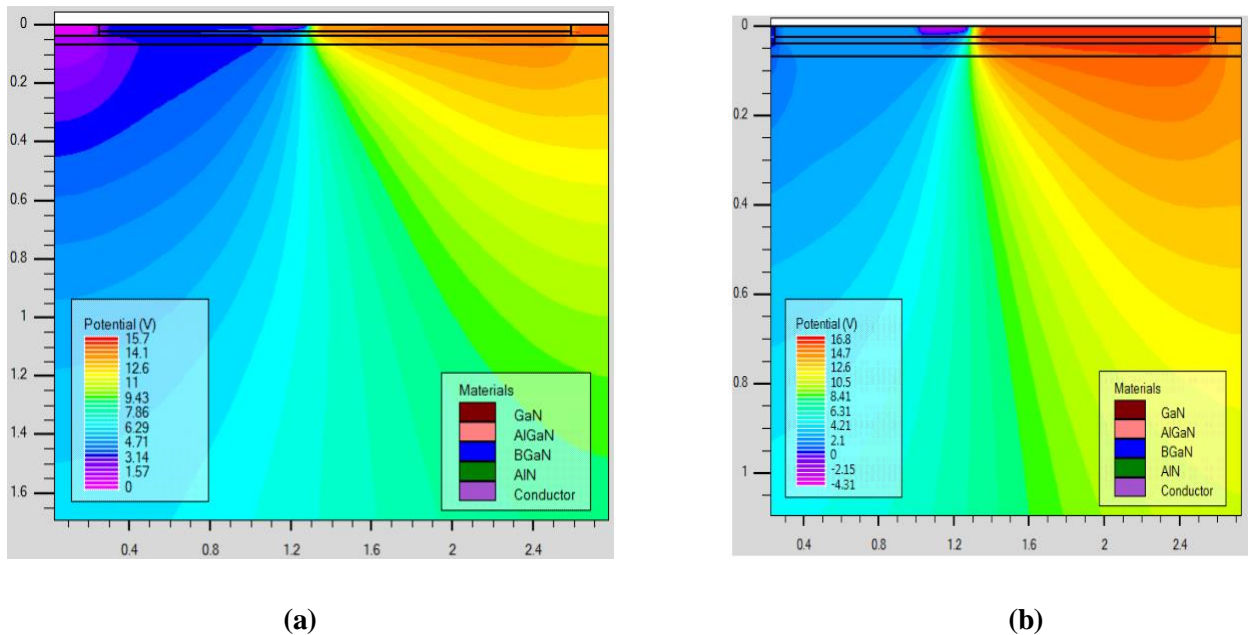 0
0.2
0.4
0.6
0.8
1
1.2
1.4
1.6
0.4 0.8 1.2 1.6 2 2.4
Potential (V)
15.7
14.1
12.6
11
9.43
7.86
6.29
4.71
3.14
1.57
0
Materials
GaN
AlGaN
BGaN
AlN
Conductor
(a)
0
0.2
0.4
0.6
0.8
1
0.4 0.8 1.2 1.6 2 2.4
Potential (V)
16.8
14.7
12.6
10.5
8.41
6.31
4.21
2.1
0
-2.15
-4.31
Materials
GaN
AlGaN
BGaN
AlN
Conductor
(b)